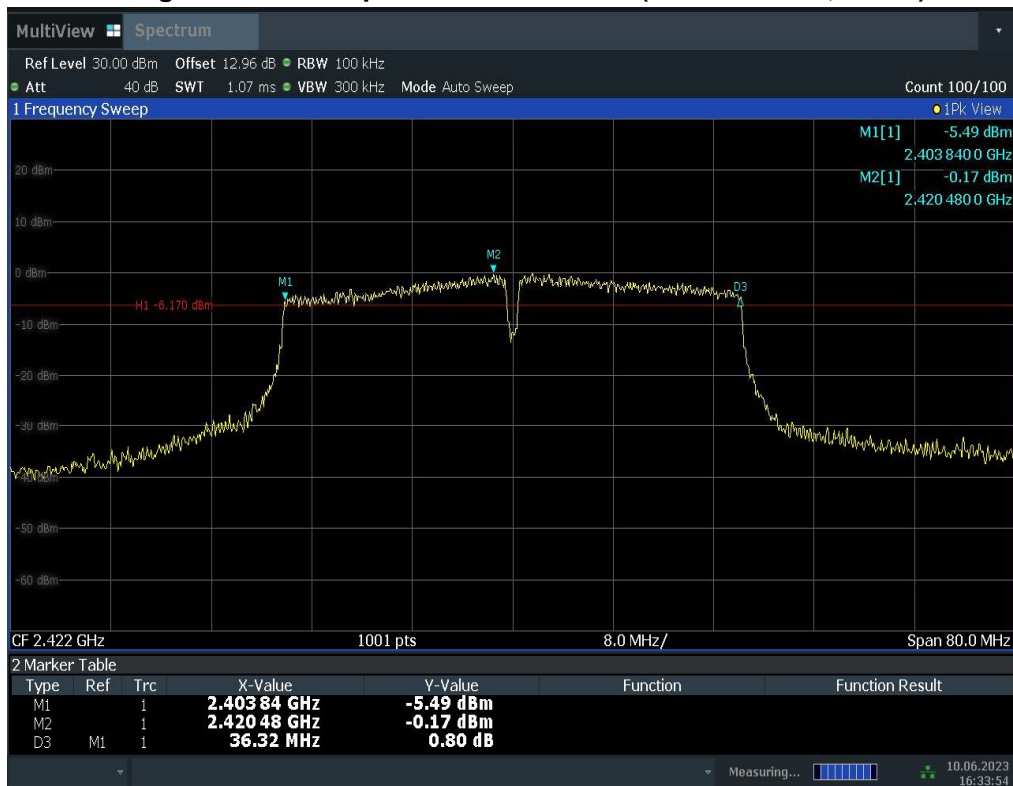 MultiView Spectrum
Ref Level 30.00 dBm Offset 12.96 dB RBW 100 kHz
Att 40 dB SWT 1.07 ms VBW 300 kHz Mode Auto Sweep Count 100/100
1 Frequency Sweep 1Pk View
M1[1] -5.49 dBm
2.403 840 0 GHz
20 dBm
M2[1] -0.17 dBm
2.420 480 0 GHz
10 dBm
M2
0 dBm
M1
D3
H1 -6.170 dBm
-10 dBm
-20 dBm
-30 dBm
-40 dBm
-50 dBm
-60 dBm
CF 2.422 GHz 1001 pts 8.0 MHz/ Span 80.0 MHz
2 Marker Table
Type Ref Trc X-Value Y-Value Function Function Result
M1 1 2.403 84 GHz -5.49 dBm
M2 1 2.420 48 GHz -0.17 dBm
D3 M1 1 36.32 MHz 0.80 dB
Measuring... 10.06.2023
16:33:54